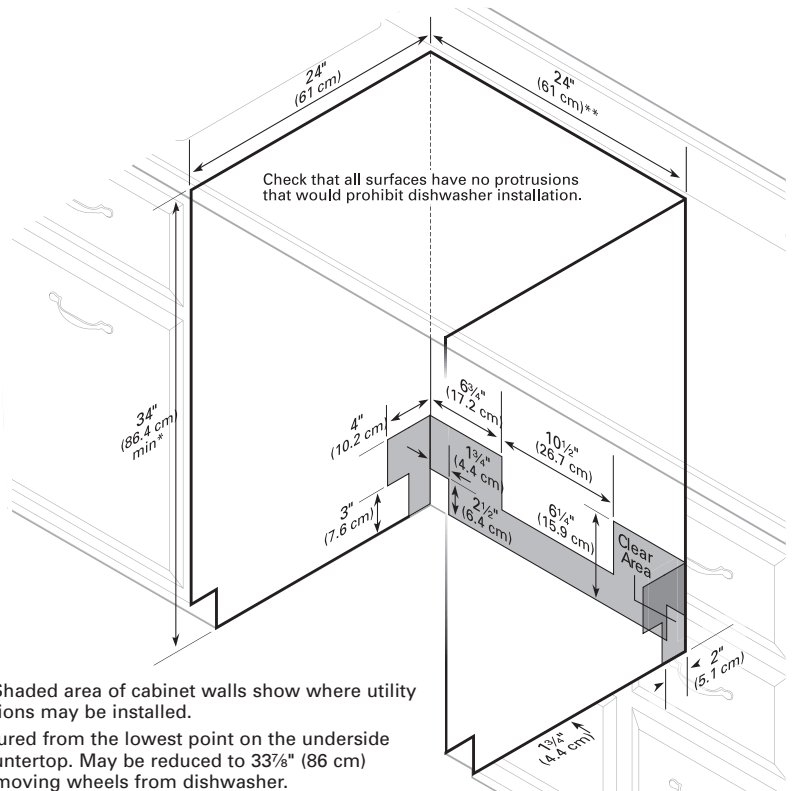 24"
(61 cm)
24"
(61 cm)**
Check that all surfaces have no protrusions
that would prohibit dishwasher installation.
34"
(86.4 cm)
min*
4"
(10.2 cm)
6¾"
(17.2 cm)
10½"
(26.7 cm)
1¾"
(4.4 cm)
3"
(7.6 cm)
2½"
(6.4 cm)
6¼"
(15.9 cm)
Clear
Area
2"
(5.1 cm)
1¾"
(4.4 cm)
Shaded area of cabinet walls show where utility
ions may be installed.
ured from the lowest point on the underside
untertop. May be reduced to 33⅞" (86 cm)
moving wheels from dishwasher.